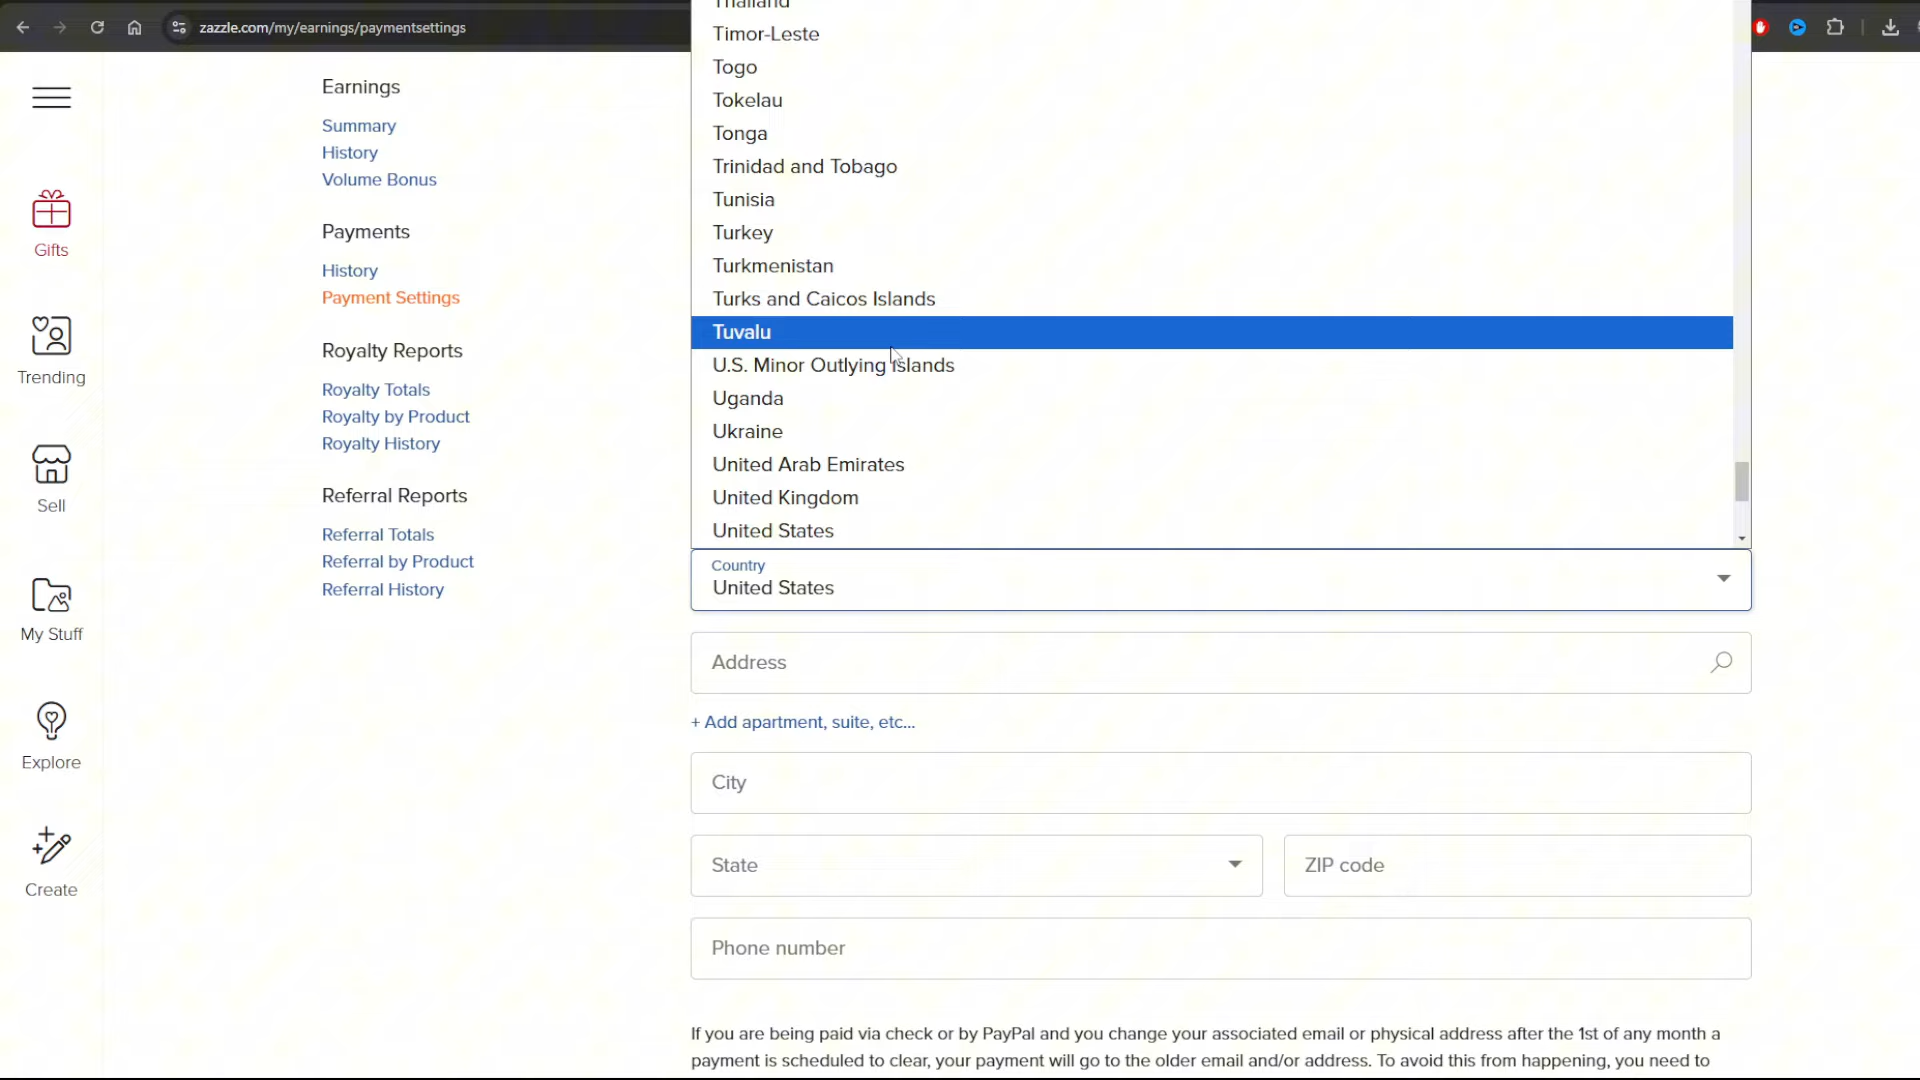 zazzle.com/my/earnings/paymentsettings
Gifts
Trending
Sell
My Stuff
Explore
Create
Earnings
Summary
History
Volume Bonus
Payments
History
Payment Settings
Royalty Reports
Royalty Totals
Royalty by Product
Royalty History
Referral Reports
Referral Totals
Referral by Product
Referral History
Thailand
Timor-Leste
Togo
Tokelau
Tonga
Trinidad and Tobago
Tunisia
Turkey
Turkmenistan
Turks and Caicos Islands
Tuvalu
U.S. Minor Outlying Islands
Uganda
Ukraine
United Arab Emirates
United Kingdom
United States
Country
United States
Address
+ Add apartment, suite, etc...
City
State
ZIP code
Phone number
If you are being paid via check or by PayPal and you change your associated email or physical address after the 1st of any month a
payment is scheduled to clear, your payment will go to the older email and/or address. To avoid this from happening, you need to